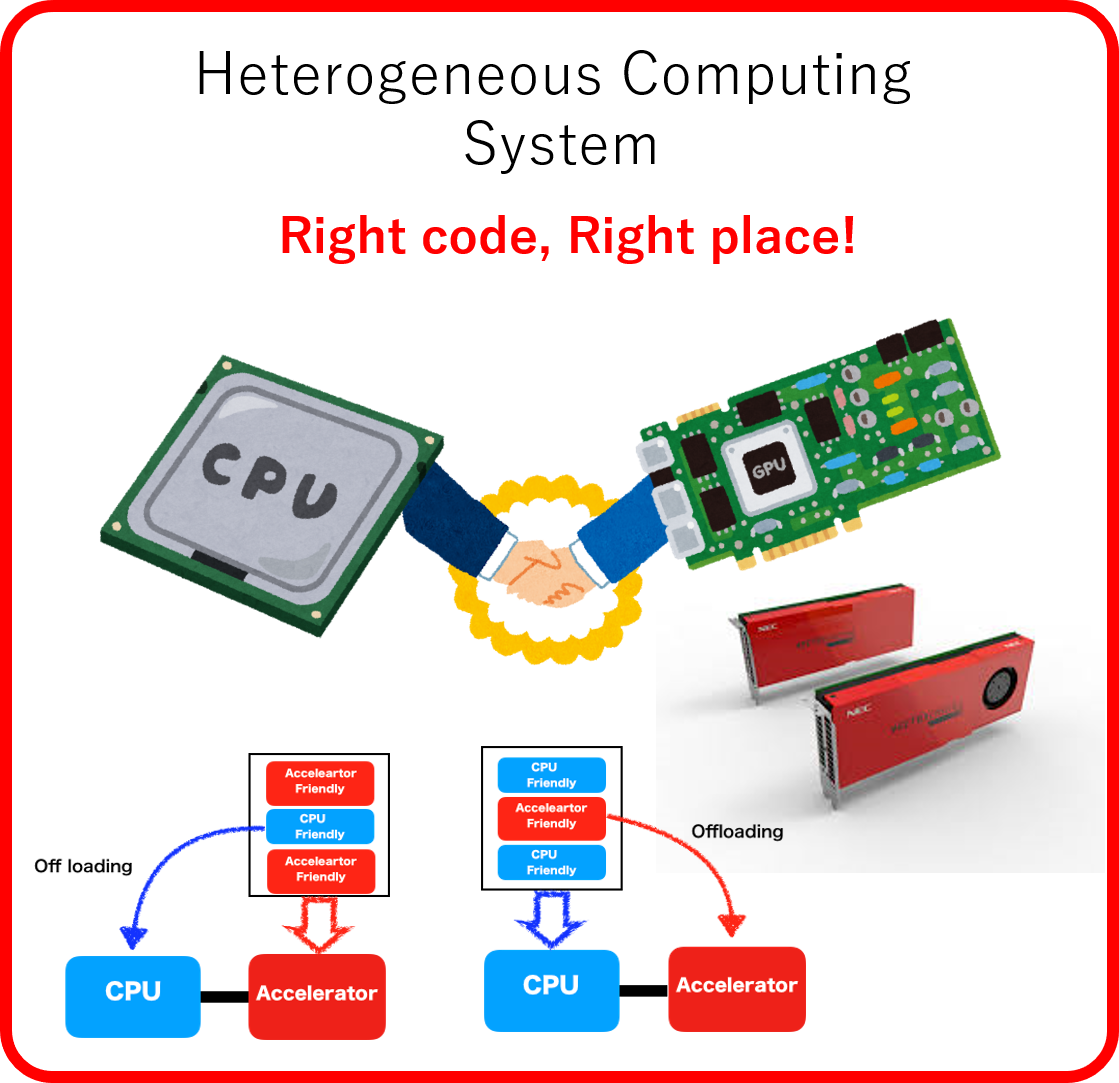 Heterogeneous Computing
System
Right code, Right place!
CPU
GPU
NEC
NEC
NEC
Acceleartor
Friendly
CPU
Friendly
Acceleartor
Friendly
Off loading
CPU
Accelerator
CPU
Friendly
Acceleartor
Friendly
CPU
Friendly
Offloading
CPU
Accelerator